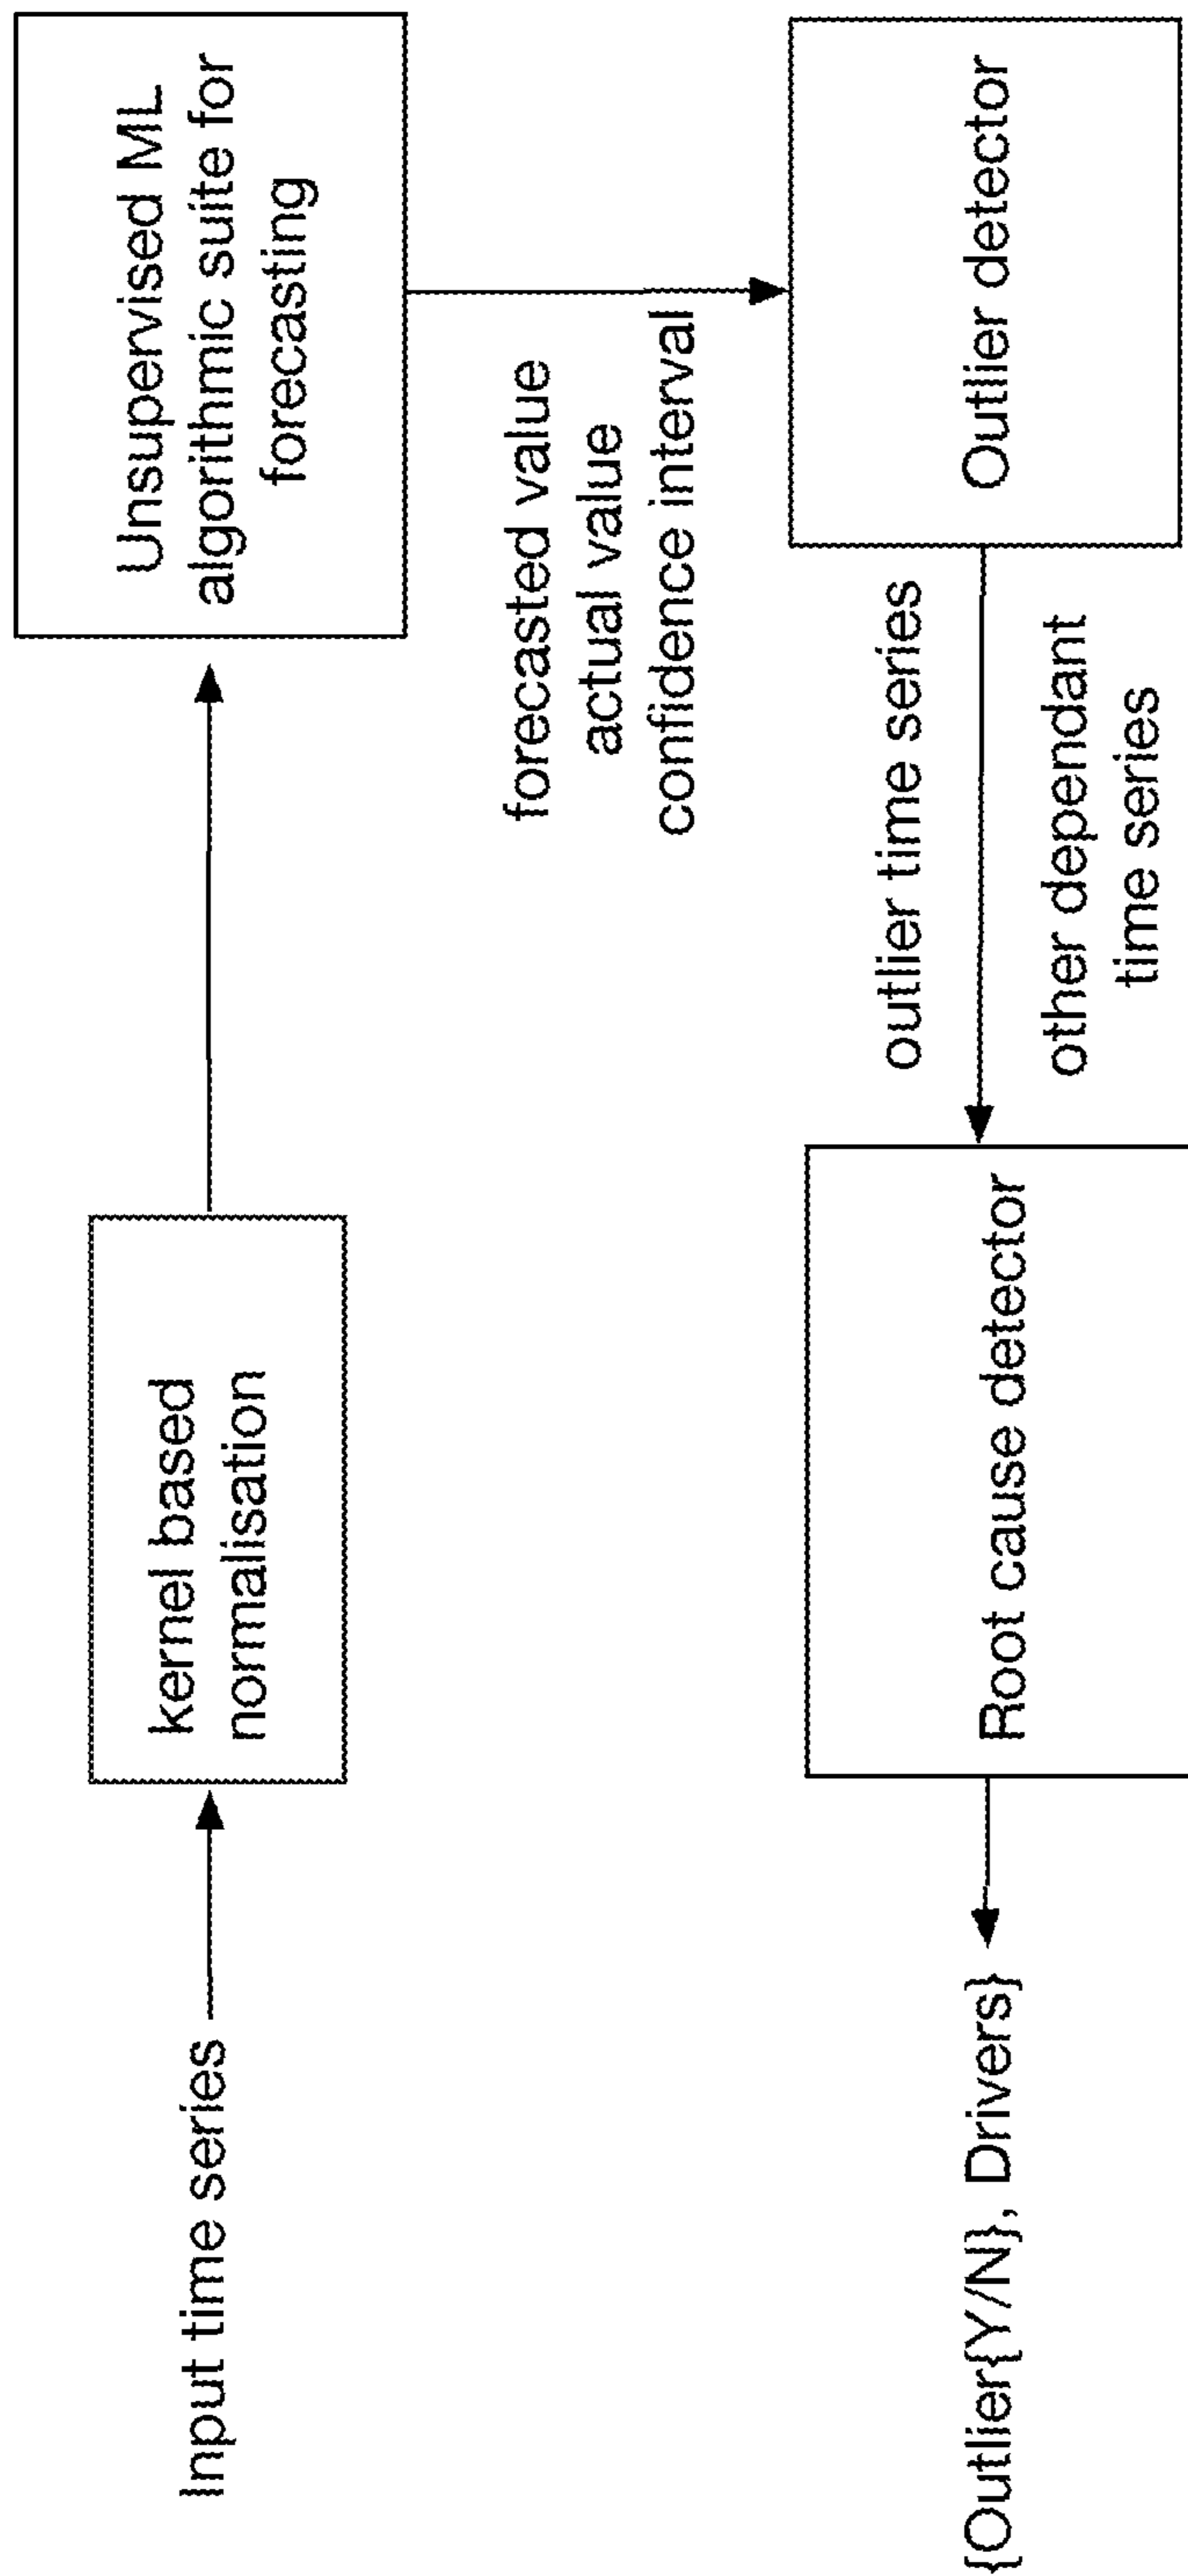 Input time series
kernel based
normalisation
Unsupervised ML
algorithmic suite for
forecasting
forecasted value
actual value
confidence interval
Outlier detector
outlier time series
other dependant
time series
Root cause detector
{Outlier{Y/N}, Drivers}